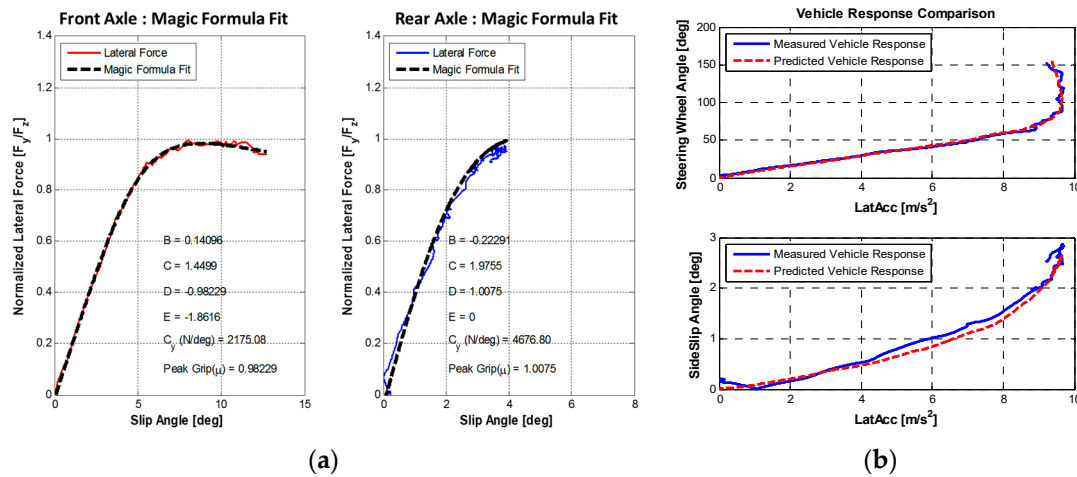 Front Axle : Magic Formula Fit
Normalized Lateral Force [Fy/Fz]
1.4
1.2
1
0.8
0.6
0.4
0.2
0
Lateral Force
Magic Formula Fit
B = 0.14096
C = 1.4499
D = -0.98229
E = -1.8616
Cy (N/deg) = 2175.08
Peak Grip(μ) = 0.98229
0 5 10 15
Slip Angle [deg]
Rear Axle : Magic Formula Fit
Normalized Lateral Force [Fy/Fz]
1.4
1.2
1
0.8
0.6
0.4
0.2
0
Lateral Force
Magic Formula Fit
B = -0.22291
C = 1.9755
D = 1.0075
E = 0
Cy (N/deg) = 4676.80
Peak Grip(μ) = 1.0075
0 2 4 6 8
Slip Angle [deg]
(a)
Vehicle Response Comparison
Steering Wheel Angle [deg]
200
150
100
50
0
Measured Vehicle Response
Predicted Vehicle Response
0 2 4 6 8 10
LatAcc [m/s²]
SideSlip Angle [deg]
3
2
1
0
Measured Vehicle Response
Predicted Vehicle Response
0 2 4 6 8 10
LatAcc [m/s²]
(b)